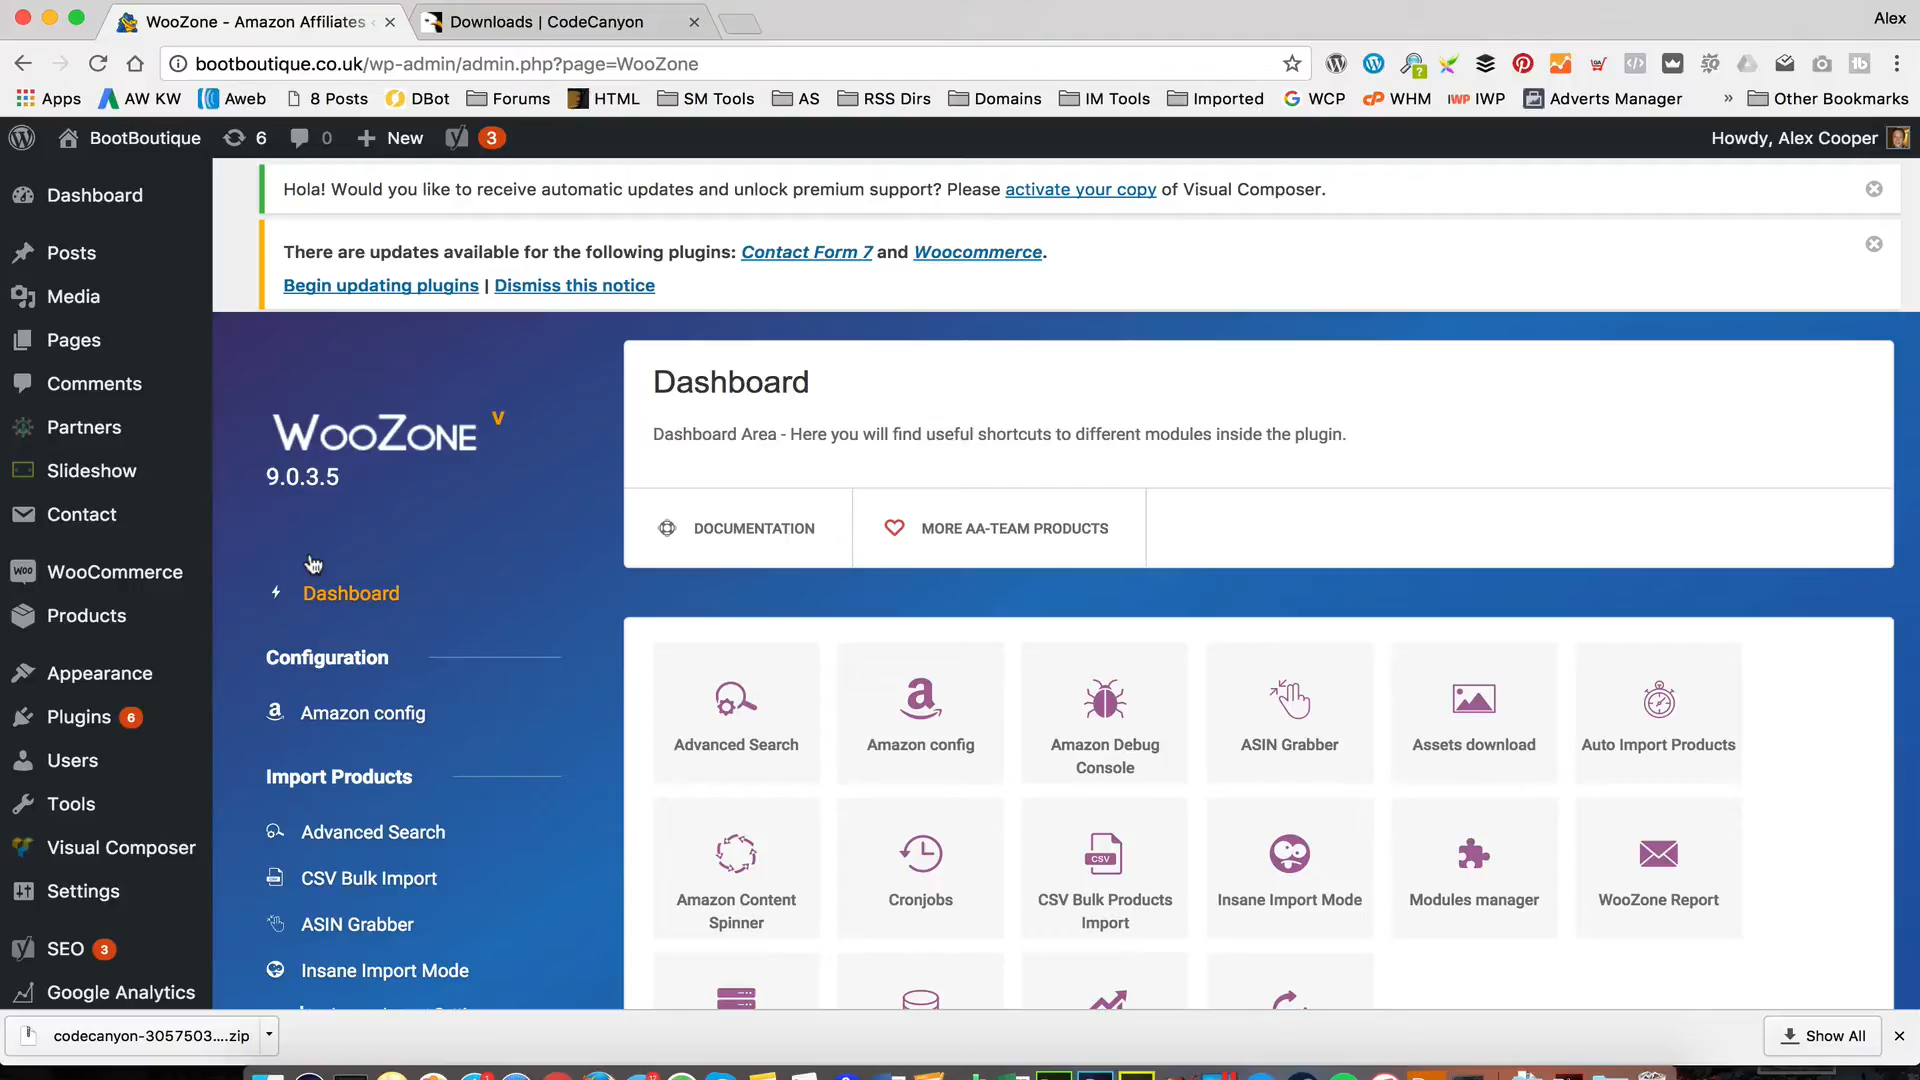 WooZone - Amazon Affiliates
Downloads | CodeCanyon
Alex
bootboutique.co.uk/wp-admin/admin.php?page=WooZone
Apps
AW KW
Aweb
8 Posts
DBot
Forums
HTML
SM Tools
AS
RSS Dirs
Domains
IM Tools
Imported
WCP
WHM
IWP
Adverts Manager
»
Other Bookmarks
BootBoutique
6
0
New
3
Howdy, Alex Cooper
Hola! Would you like to receive automatic updates and unlock premium support? Please activate your copy of Visual Composer.
There are updates available for the following plugins: Contact Form 7 and Woocommerce.
Begin updating plugins | Dismiss this notice
Dashboard
Posts
Media
Pages
Comments
Partners
Slideshow
Contact
WooCommerce
Products
Appearance
Plugins 6
Users
Tools
Visual Composer
Settings
SEO 3
Google Analytics
WooZone V
9.0.3.5
Dashboard
Configuration
Amazon config
Import Products
Advanced Search
CSV Bulk Import
ASIN Grabber
Insane Import Mode
Dashboard
Dashboard Area - Here you will find useful shortcuts to different modules inside the plugin.
DOCUMENTATION
MORE AA-TEAM PRODUCTS
Advanced Search
Amazon config
Amazon Debug
Console
ASIN Grabber
Assets download
Auto Import Products
Amazon Content
Spinner
Cronjobs
CSV
CSV Bulk Products
Import
Insane Import Mode
Modules manager
WooZone Report
codecanyon-3057503....zip
Show All